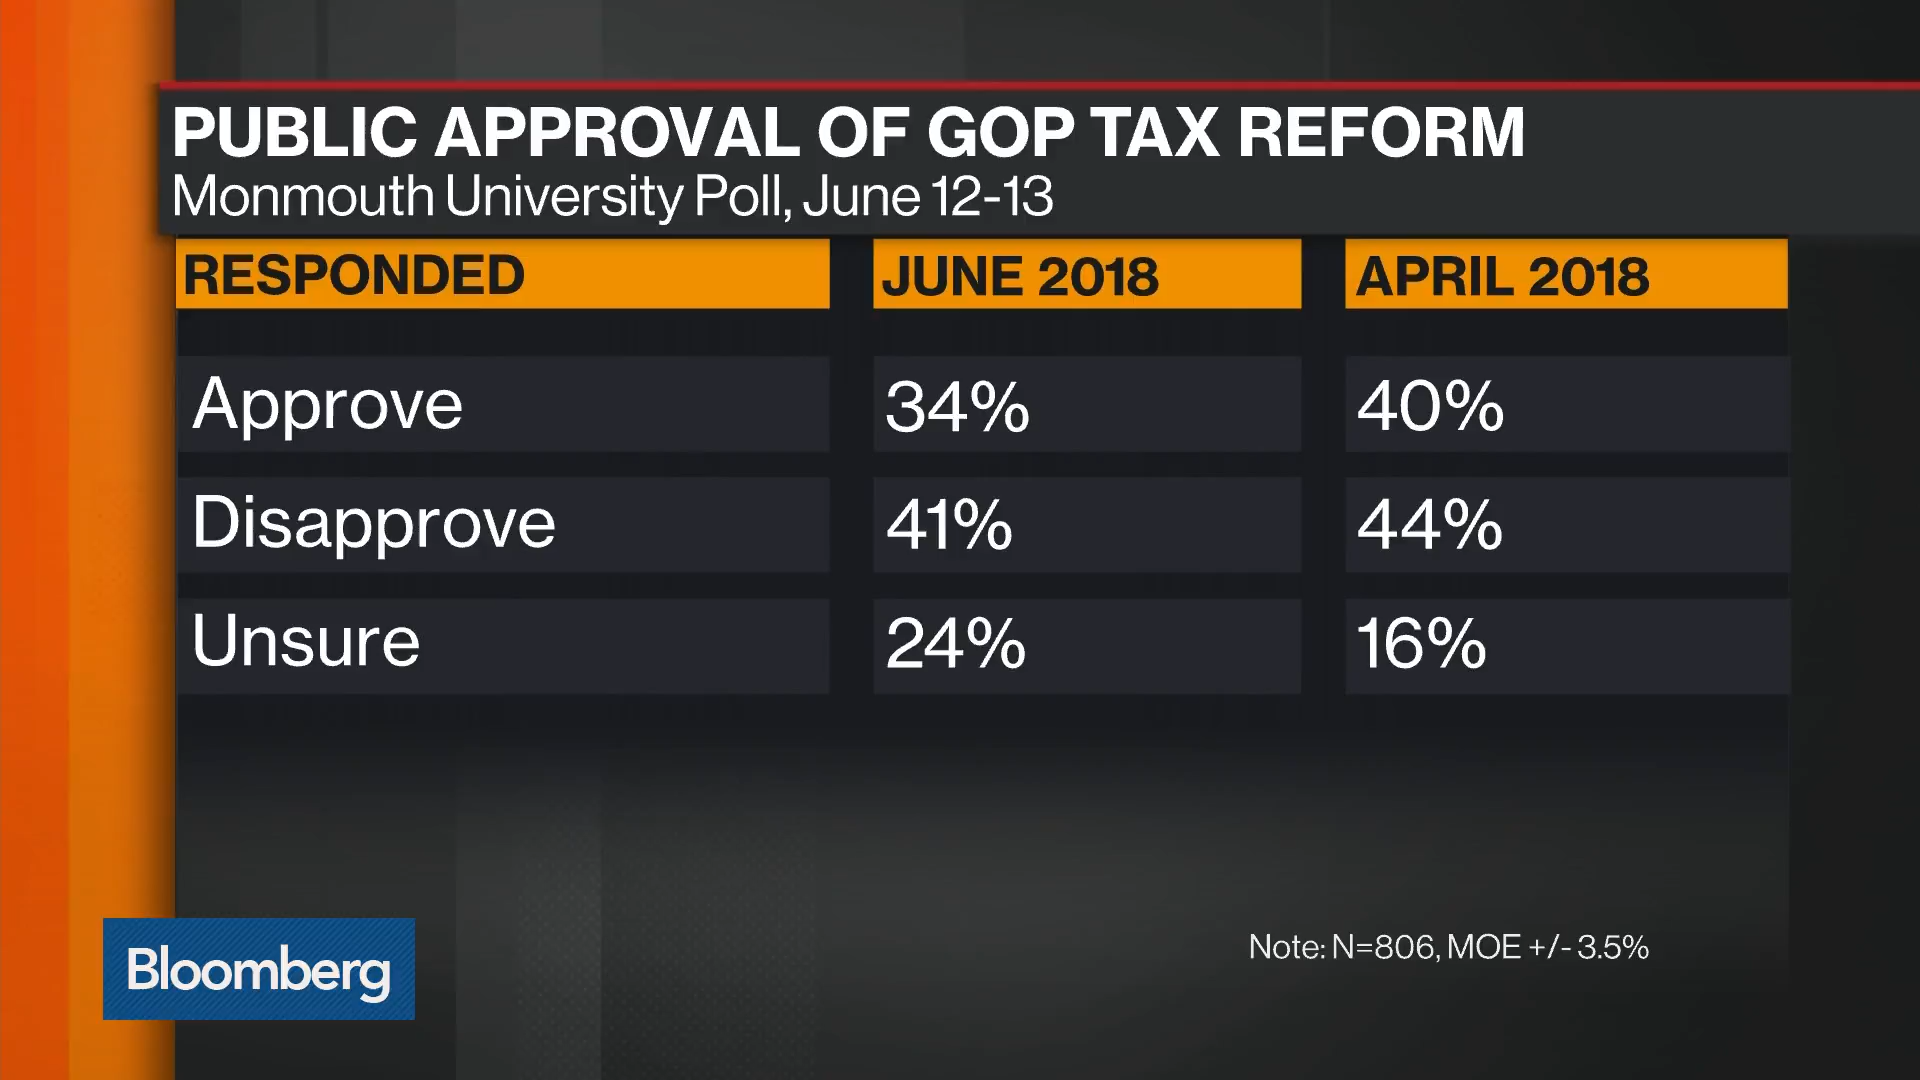 PUBLIC APPROVAL OF GOP TAX REFORM
Monmouth University Poll, June 12-13
RESPONDED JUNE 2018 APRIL 2018
Approve 34% 40%
Disapprove 41% 44%
Unsure 24% 16%
Note: N=806, MOE +/- 3.5%
Bloomberg